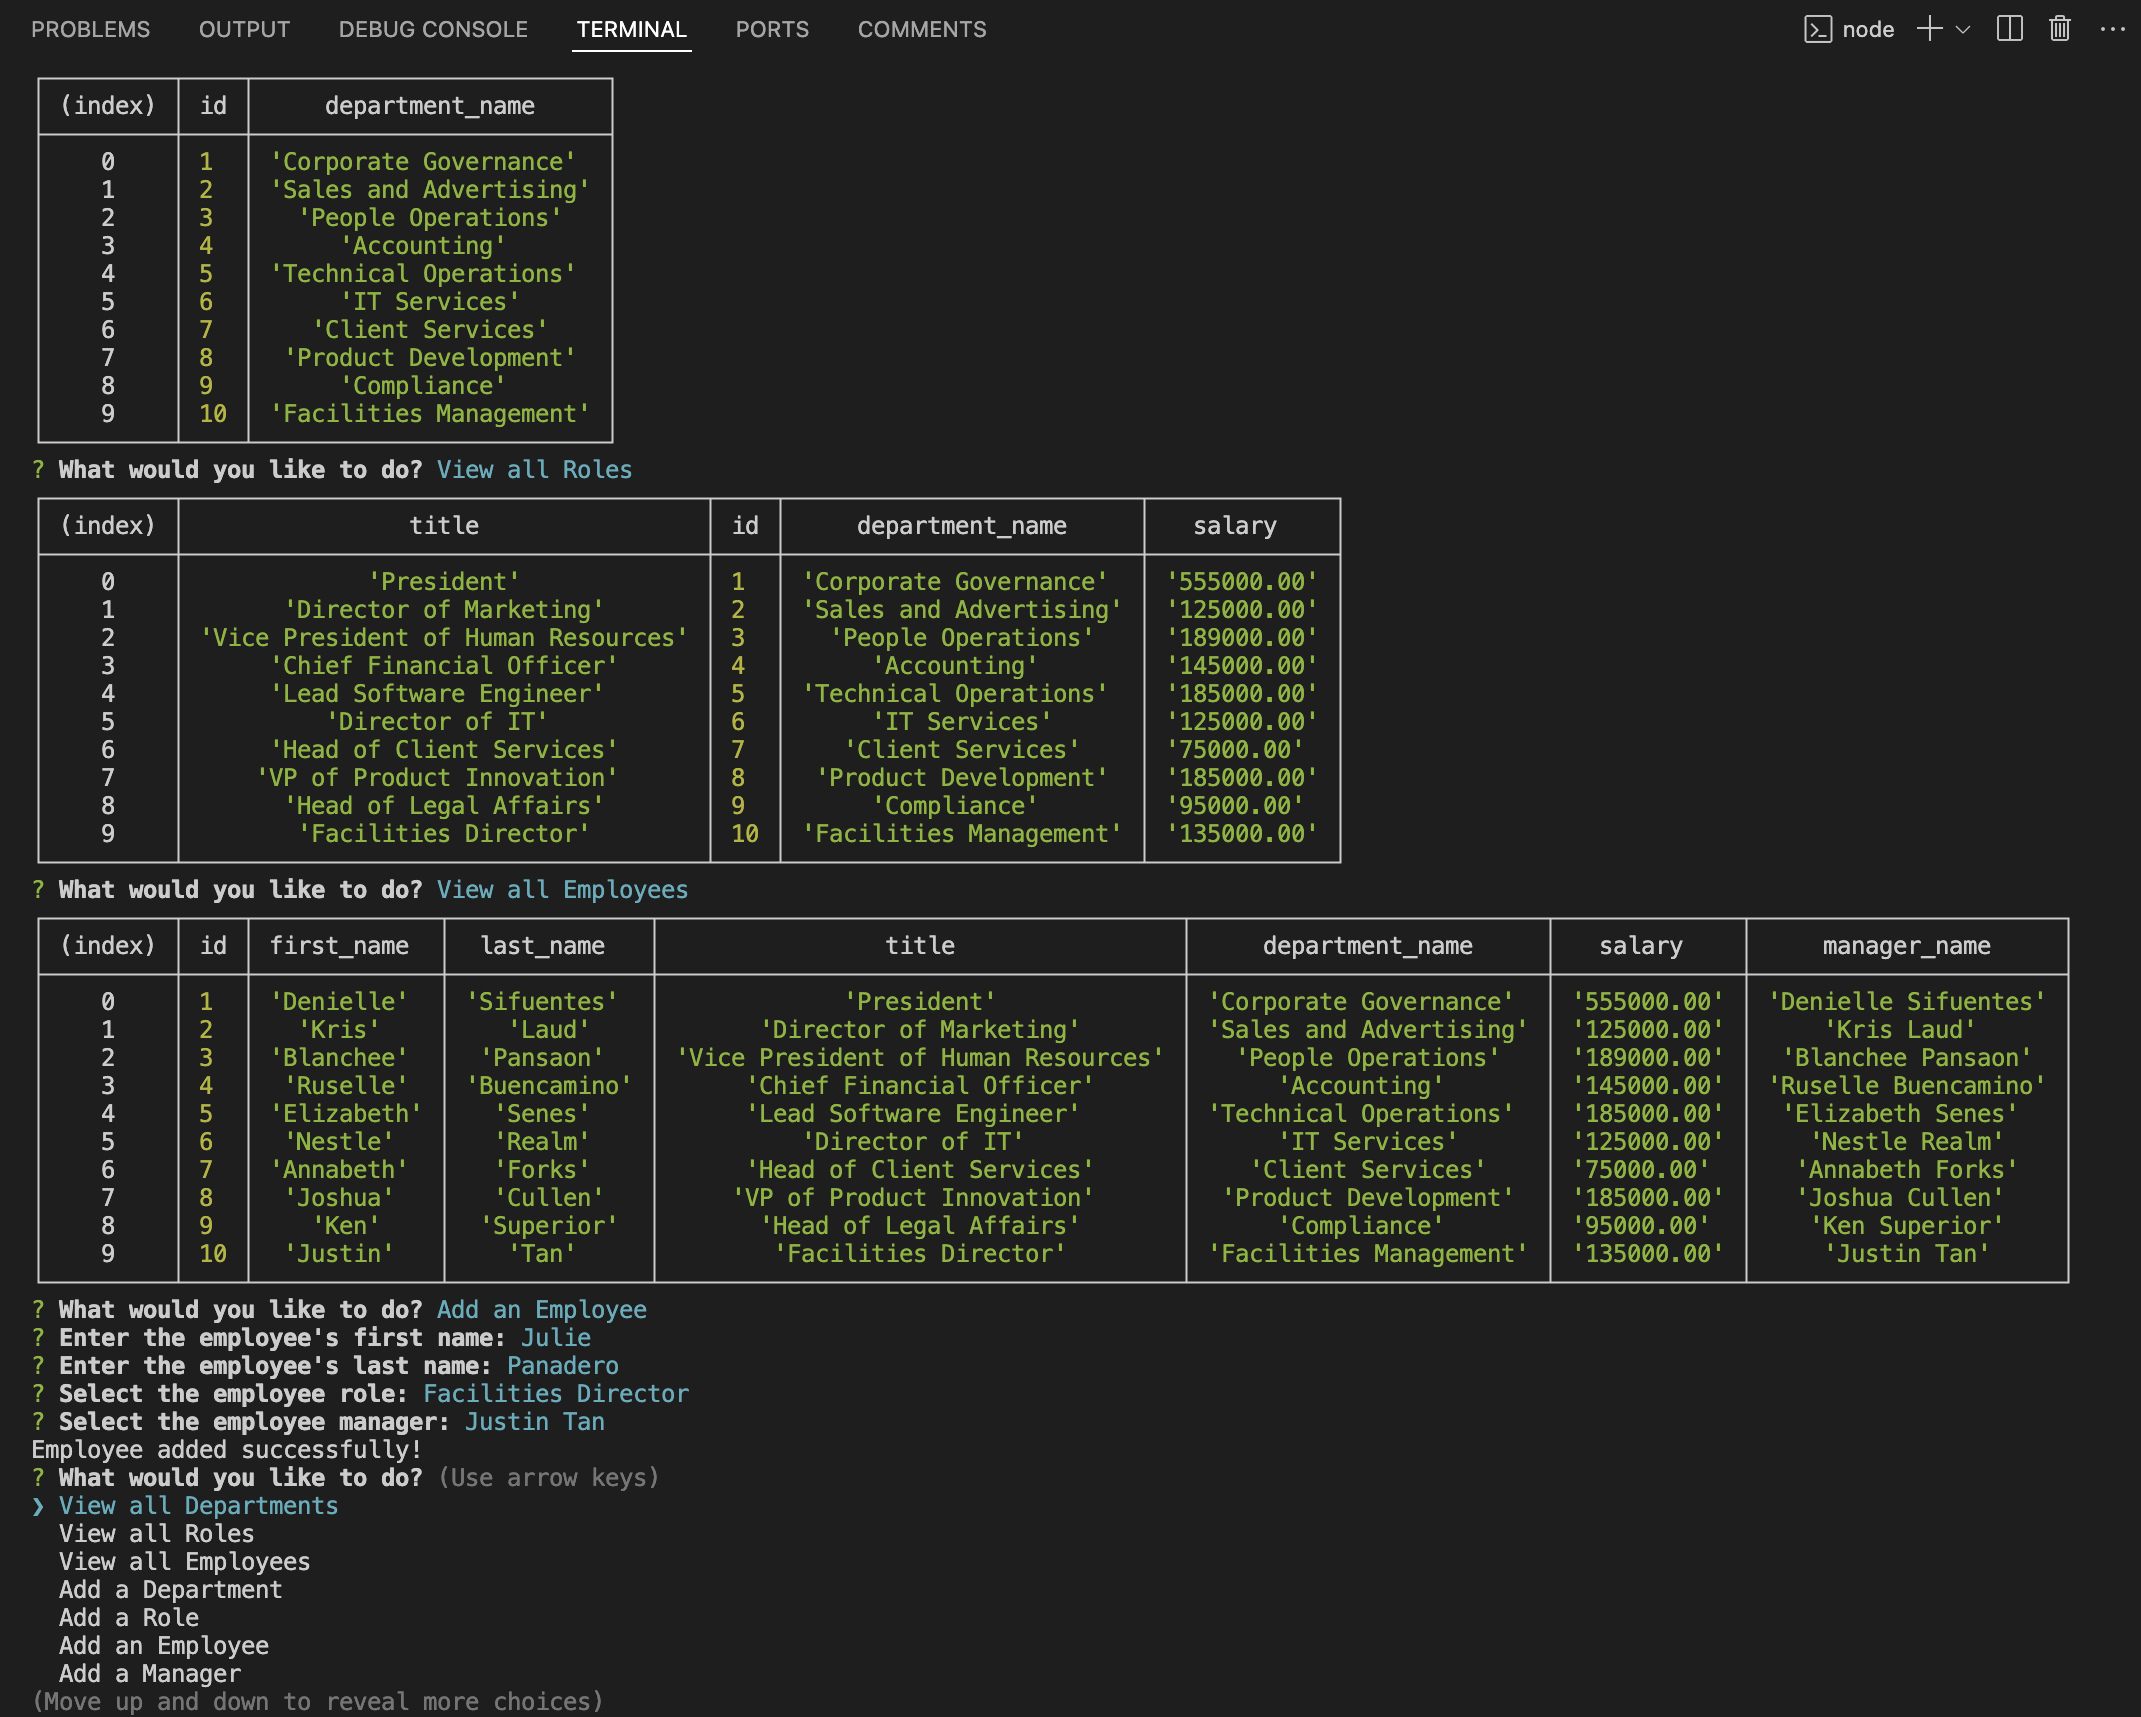 PROBLEMS OUTPUT DEBUG CONSOLE TERMINAL PORTS COMMENTS node
(index) id department_name
0 1 'Corporate Governance'
1 2 'Sales and Advertising'
2 3 'People Operations'
3 4 'Accounting'
4 5 'Technical Operations'
5 6 'IT Services'
6 7 'Client Services'
7 8 'Product Development'
8 9 'Compliance'
9 10 'Facilities Management'
? What would you like to do? View all Roles
(index) title id department_name salary
0 'President' 1 'Corporate Governance' '555000.00'
1 'Director of Marketing' 2 'Sales and Advertising' '125000.00'
2 'Vice President of Human Resources' 3 'People Operations' '189000.00'
3 'Chief Financial Officer' 4 'Accounting' '145000.00'
4 'Lead Software Engineer' 5 'Technical Operations' '185000.00'
5 'Director of IT' 6 'IT Services' '125000.00'
6 'Head of Client Services' 7 'Client Services' '75000.00'
7 'VP of Product Innovation' 8 'Product Development' '185000.00'
8 'Head of Legal Affairs' 9 'Compliance' '95000.00'
9 'Facilities Director' 10 'Facilities Management' '135000.00'
? What would you like to do? View all Employees
(index) id first_name last_name title department_name salary manager_name
0 1 'Denielle' 'Sifuentes' 'President' 'Corporate Governance' '555000.00' 'Denielle Sifuentes'
1 2 'Kris' 'Laud' 'Director of Marketing' 'Sales and Advertising' '125000.00' 'Kris Laud'
2 3 'Blanchee' 'Pansaon' 'Vice President of Human Resources' 'People Operations' '189000.00' 'Blanchee Pansaon'
3 4 'Ruselle' 'Buencamino' 'Chief Financial Officer' 'Accounting' '145000.00' 'Ruselle Buencamino'
4 5 'Elizabeth' 'Senes' 'Lead Software Engineer' 'Technical Operations' '185000.00' 'Elizabeth Senes'
5 6 'Nestle' 'Realm' 'Director of IT' 'IT Services' '125000.00' 'Nestle Realm'
6 7 'Annabeth' 'Forks' 'Head of Client Services' 'Client Services' '75000.00' 'Annabeth Forks'
7 8 'Joshua' 'Cullen' 'VP of Product Innovation' 'Product Development' '185000.00' 'Joshua Cullen'
8 9 'Ken' 'Superior' 'Head of Legal Affairs' 'Compliance' '95000.00' 'Ken Superior'
9 10 'Justin' 'Tan' 'Facilities Director' 'Facilities Management' '135000.00' 'Justin Tan'
? What would you like to do? Add an Employee
? Enter the employee's first name: Julie
? Enter the employee's last name: Panadero
? Select the employee role: Facilities Director
? Select the employee manager: Justin Tan
Employee added successfully!
? What would you like to do? (Use arrow keys)
❯ View all Departments
View all Roles
View all Employees
Add a Department
Add a Role
Add an Employee
Add a Manager
(Move up and down to reveal more choices)